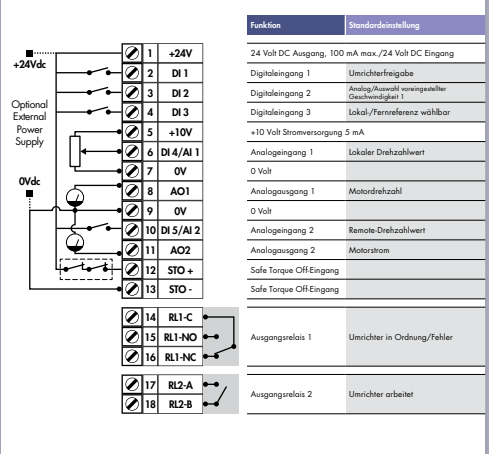 Funktion Standardeinstellung
+24Vdc
Optional
External
Power
Supply
0Vdc
1 +24V 24 Volt DC Ausgang, 100 mA max./24 Volt DC Eingang
2 DI 1 Digitaleingang 1 Umrichterfreigabe
3 DI 2 Digitaleingang 2 Analog/Auswahl voreingestellter
Geschwindigkeit 1
4 DI 3 Digitaleingang 3 Lokal-/Fernreferenz wählbar
5 +10V +10 Volt Stromversorgung 5 mA
6 DI 4/AI 1 Analogeingang 1 Lokaler Drehzahlwert
7 0V 0 Volt
8 AO1 Analogausgang 1 Motordrehzahl
9 0V 0 Volt
10 DI 5/AI 2 Analogeingang 2 Remote-Drehzahlwert
11 AO2 Analogausgang 2 Motorstrom
12 STO + Safe Torque Off-Eingang
13 STO - Safe Torque Off-Eingang
14 RL1-C
15 RL1-NO Ausgangsrelais 1 Umrichter in Ordnung/Fehler
16 RL1-NC
17 RL2-A
Ausgangsrelais 2 Umrichter arbeitet
18 RL2-B